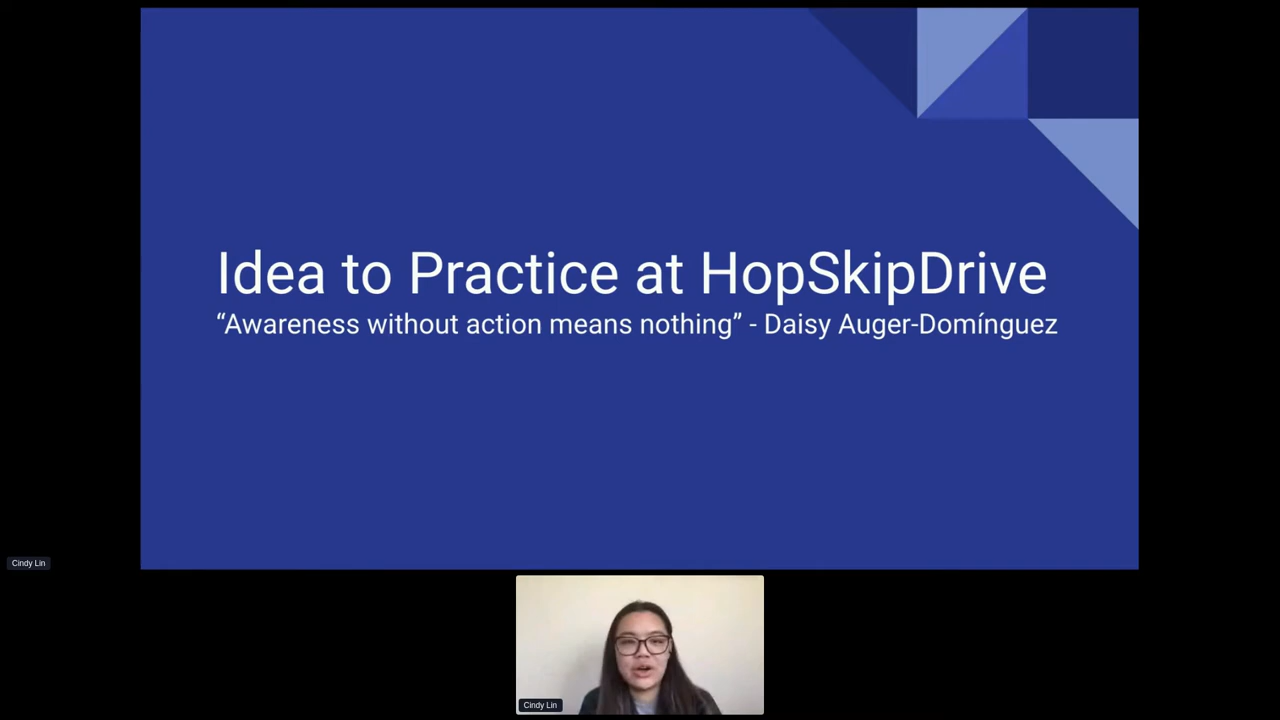 Idea to Practice at HopSkipDrive
“Awareness without action means nothing” - Daisy Auger-Domínguez
Cindy Lin
Cindy Lin